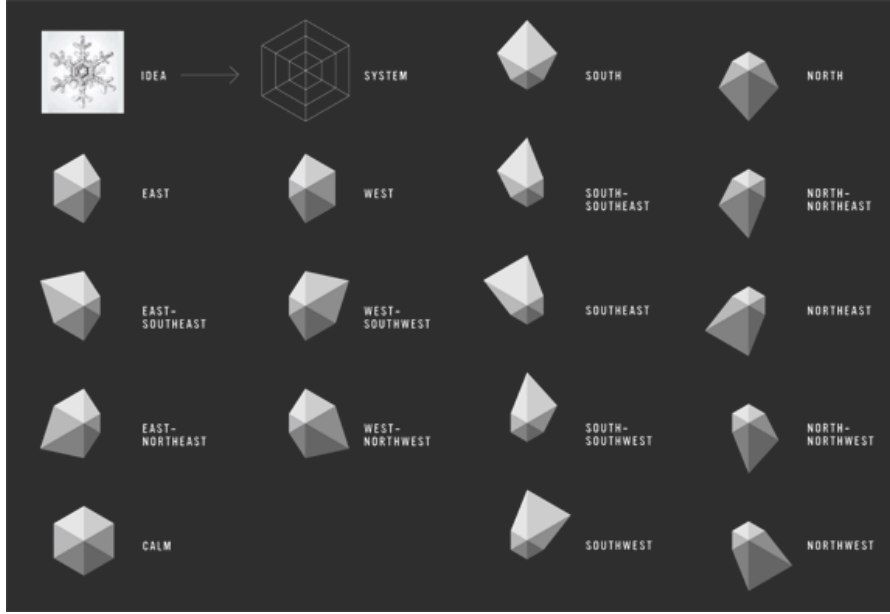 IDEA
SYSTEM
SOUTH
NORTH
EAST
WEST
SOUTH-
SOUTHEAST
NORTH-
NORTHEAST
EAST-
SOUTHEAST
WEST-
SOUTHWEST
SOUTHEAST
NORTHEAST
EAST-
NORTHEAST
WEST-
NORTHWEST
SOUTH-
SOUTHWEST
NORTH-
NORTHWEST
CALM
SOUTHWEST
NORTHWEST